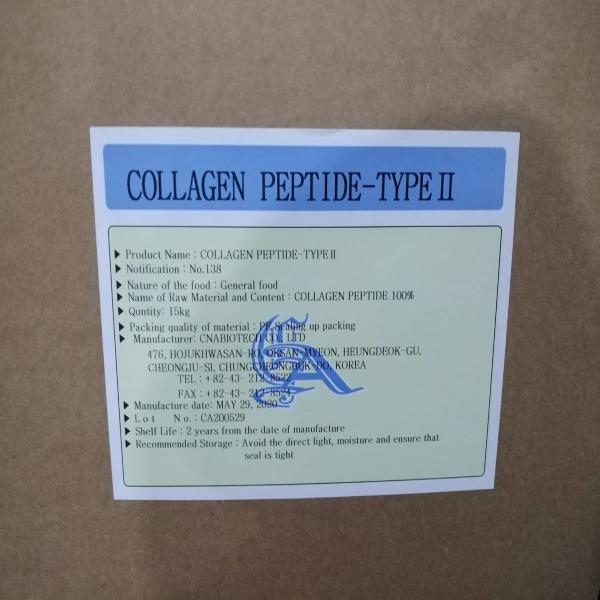 COLLAGEN PEPTIDE-TYPE Ⅱ
▶ Product Name : COLLAGEN PEPTIDE-TYPE Ⅱ
▶ Notification : No.138
▶ Nature of the food : General food
▶ Name of Raw Material and Content : COLLAGEN PEPTIDE 100%
▶ Quntity: 15kg
▶ Packing quality of material : PE Sealing up packing
▶ Manufacturer: CNABIOTECH CO., LTD
476, HOJUKHWASAN-RO, OKSAN-MYEON, HEUNGDEOK-GU,
CHEONGJU-SI, CHUNGCHEONGBUK-DO, KOREA
TEL : +82-43- 212-8522
FAX : +82-43- 212-8524
▶ Manufacture date: MAY 29, 2020
▶ Lot No. : CA200529
▶ Shelf Life : 2 years from the date of manufacture
▶ Recommended Storage : Avoid the direct light, moisture and ensure that
seal is tight